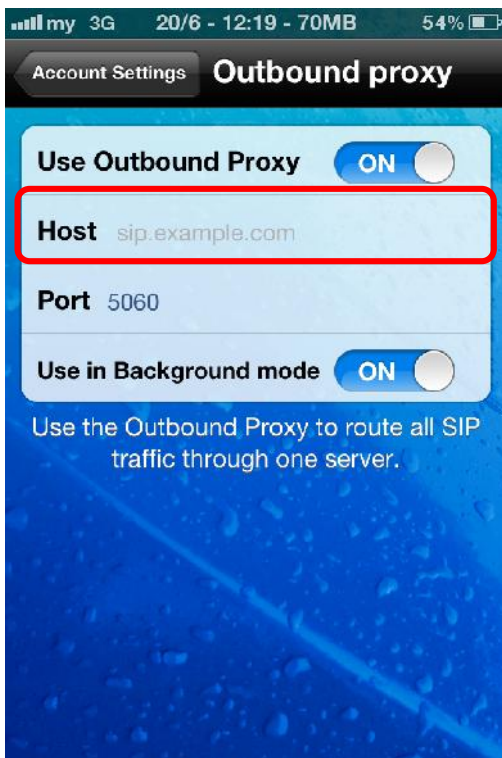 my 3G 20/6 - 12:19 - 70MB 54%
Account Settings Outbound proxy
Use Outbound Proxy ON
Host sip.example.com
Port 5060
Use in Background mode ON
Use the Outbound Proxy to route all SIP
traffic through one server.